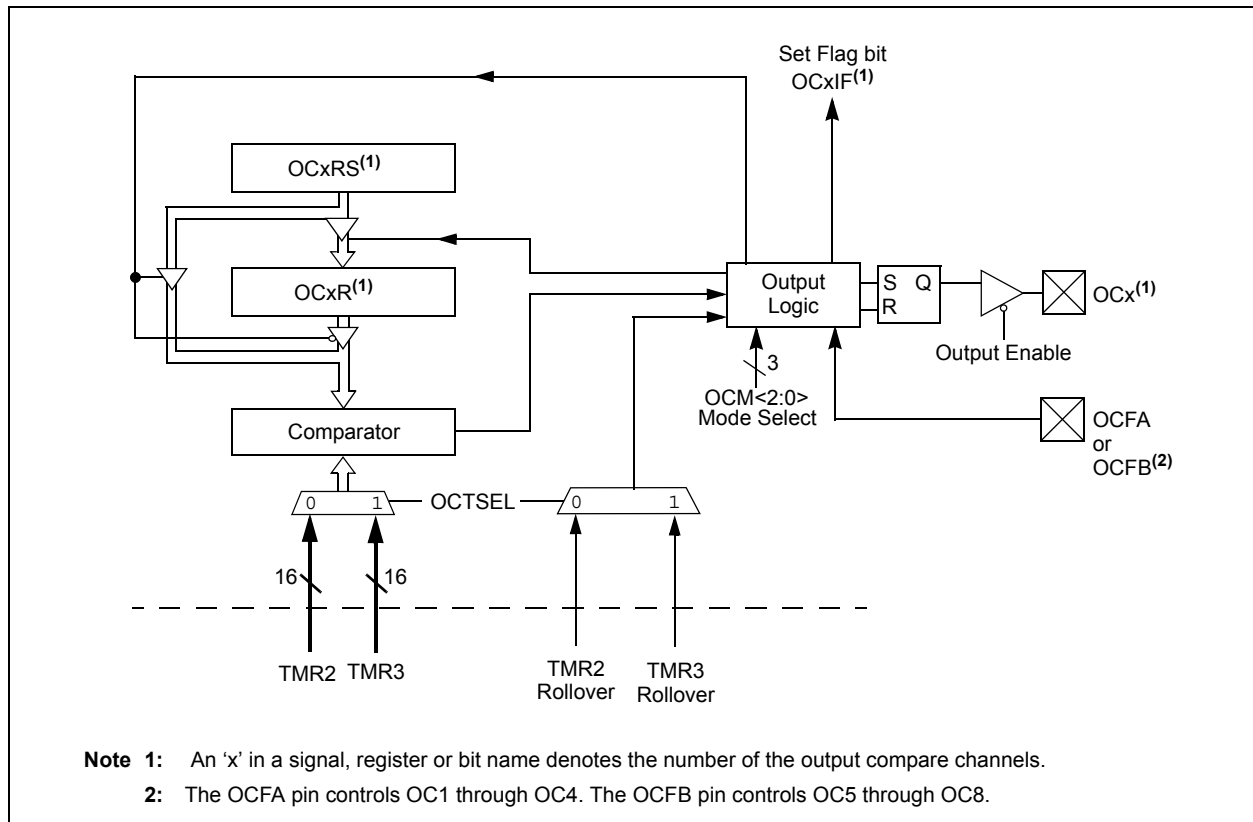 Set Flag bit
OCxIF(1)
OCxRS(1)
OCxR(1)
Output
Logic
S Q
R
OCx(1)
Output Enable
3
OCM<2:0>
Mode Select
Comparator
OCFA
or
OCFB(2)
0 1
OCTSEL
0 1
16
16
TMR2
TMR3
TMR2
Rollover
TMR3
Rollover
Note 1: An ‘x’ in a signal, register or bit name denotes the number of the output compare channels.
2: The OCFA pin controls OC1 through OC4. The OCFB pin controls OC5 through OC8.